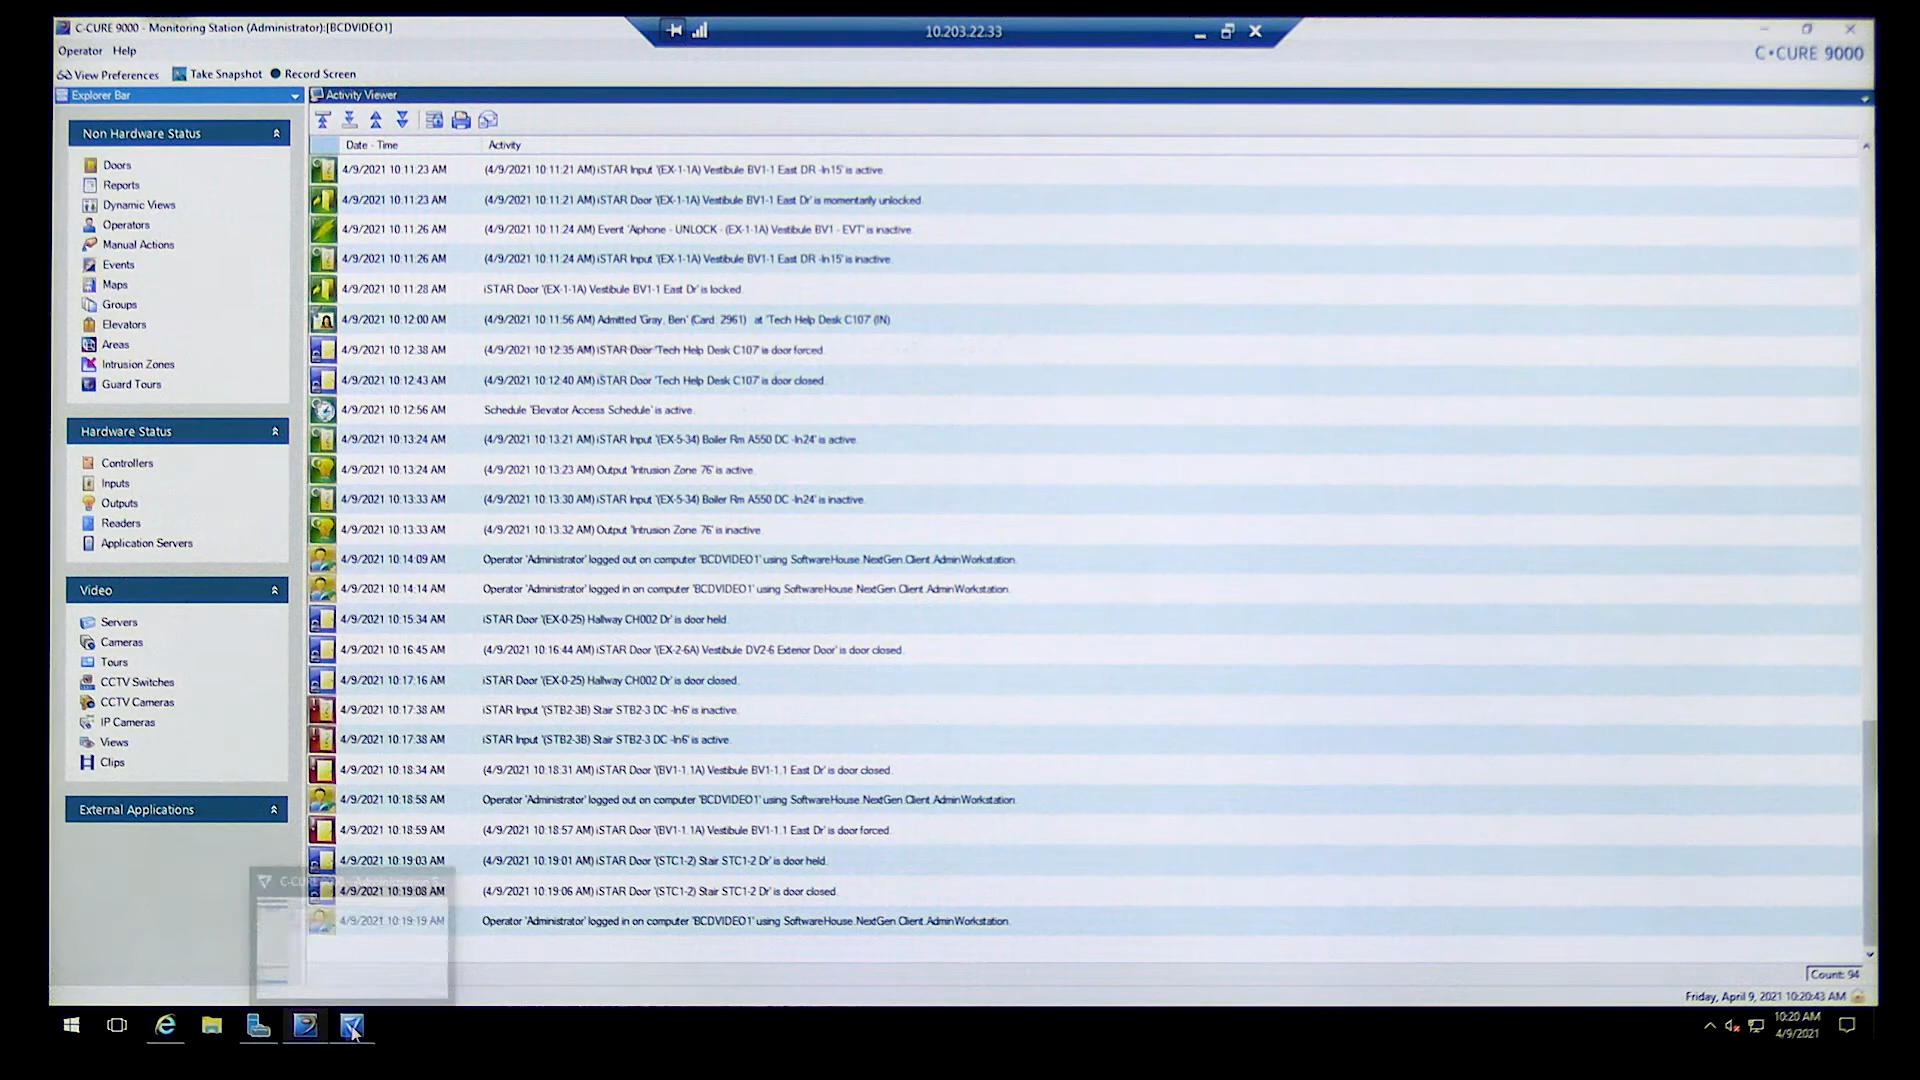 C-CURE 9000 - Monitoring Station (Administrator):[BCDVIDEO1]
10.203.22.33
Operator Help
C•CURE 9000
View Preferences Take Snapshot Record Screen
Explorer Bar
Activity Viewer
Non Hardware Status
Doors
Reports
Dynamic Views
Operators
Manual Actions
Events
Maps
Groups
Elevators
Areas
Intrusion Zones
Guard Tours
Hardware Status
Controllers
Inputs
Outputs
Readers
Application Servers
Video
Servers
Cameras
Tours
CCTV Switches
CCTV Cameras
IP Cameras
Views
Clips
External Applications
Date - Time Activity
4/9/2021 10:11:23 AM (4/9/2021 10:11:21 AM) iSTAR Input '(EX-1-1A) Vestibule BV1-1 East DR -In15' is active.
4/9/2021 10:11:23 AM (4/9/2021 10:11:21 AM) iSTAR Door '(EX-1-1A) Vestibule BV1-1 East Dr' is momentarily unlocked.
4/9/2021 10:11:26 AM (4/9/2021 10:11:24 AM) Event 'Aiphone - UNLOCK - (EX-1-1A) Vestibule BV1 - EVT' is inactive.
4/9/2021 10:11:26 AM (4/9/2021 10:11:24 AM) iSTAR Input '(EX-1-1A) Vestibule BV1-1 East DR -In15' is inactive.
4/9/2021 10:11:28 AM iSTAR Door '(EX-1-1A) Vestibule BV1-1 East Dr' is locked.
4/9/2021 10:12:00 AM (4/9/2021 10:11:56 AM) Admitted 'Gray, Ben' (Card: 2961) at 'Tech Help Desk C107' (IN)
4/9/2021 10:12:38 AM (4/9/2021 10:12:35 AM) iSTAR Door 'Tech Help Desk C107' is door forced.
4/9/2021 10:12:43 AM (4/9/2021 10:12:40 AM) iSTAR Door 'Tech Help Desk C107' is door closed.
4/9/2021 10:12:56 AM Schedule 'Elevator Access Schedule' is active.
4/9/2021 10:13:24 AM (4/9/2021 10:13:21 AM) iSTAR Input '(EX-5-34) Boiler Rm A550 DC -In24' is active.
4/9/2021 10:13:24 AM (4/9/2021 10:13:23 AM) Output 'Intrusion Zone 76' is active.
4/9/2021 10:13:33 AM (4/9/2021 10:13:30 AM) iSTAR Input '(EX-5-34) Boiler Rm A550 DC -In24' is inactive.
4/9/2021 10:13:33 AM (4/9/2021 10:13:32 AM) Output 'Intrusion Zone 76' is inactive.
4/9/2021 10:14:09 AM Operator 'Administrator' logged out on computer 'BCDVIDEO1' using SoftwareHouse.NextGen.Client.AdminWorkstation.
4/9/2021 10:14:14 AM Operator 'Administrator' logged in on computer 'BCDVIDEO1' using SoftwareHouse.NextGen.Client.AdminWorkstation.
4/9/2021 10:15:34 AM iSTAR Door '(EX-0-25) Hallway CH002 Dr' is door held.
4/9/2021 10:16:45 AM (4/9/2021 10:16:44 AM) iSTAR Door '(EX-2-6A) Vestibule DV2-6 Exterior Door' is door closed.
4/9/2021 10:17:16 AM iSTAR Door '(EX-0-25) Hallway CH002 Dr' is door closed.
4/9/2021 10:17:38 AM iSTAR Input '(STB2-3B) Stair STB2-3 DC -In6' is inactive.
4/9/2021 10:17:38 AM iSTAR Input '(STB2-3B) Stair STB2-3 DC -In6' is active.
4/9/2021 10:18:34 AM (4/9/2021 10:18:31 AM) iSTAR Door '(BV1-1.1A) Vestibule BV1-1.1 East Dr' is door closed.
4/9/2021 10:18:58 AM Operator 'Administrator' logged out on computer 'BCDVIDEO1' using SoftwareHouse.NextGen.Client.AdminWorkstation.
4/9/2021 10:18:59 AM (4/9/2021 10:18:57 AM) iSTAR Door '(BV1-1.1A) Vestibule BV1-1.1 East Dr' is door forced.
4/9/2021 10:19:03 AM (4/9/2021 10:19:01 AM) iSTAR Door '(STC1-2) Stair STC1-2 Dr' is door held.
4/9/2021 10:19:08 AM (4/9/2021 10:19:06 AM) iSTAR Door '(STC1-2) Stair STC1-2 Dr' is door closed.
4/9/2021 10:19:19 AM Operator 'Administrator' logged in on computer 'BCDVIDEO1' using SoftwareHouse.NextGen.Client.AdminWorkstation.
Count: 94
Friday, April 9, 2021 10:20:43 AM
10:20 AM
4/9/2021